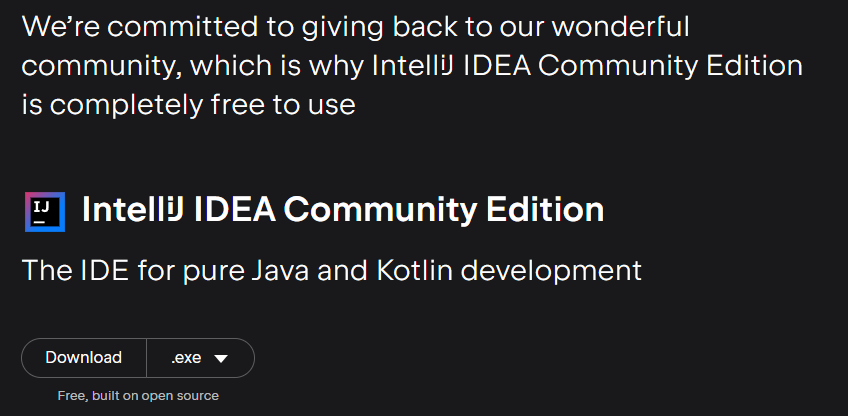 We're committed to giving back to our wonderful
community, which is why IntelliJ IDEA Community Edition
is completely free to use
IJ
IntelliJ IDEA Community Edition
The IDE for pure Java and Kotlin development
Download .exe
Free, built on open source